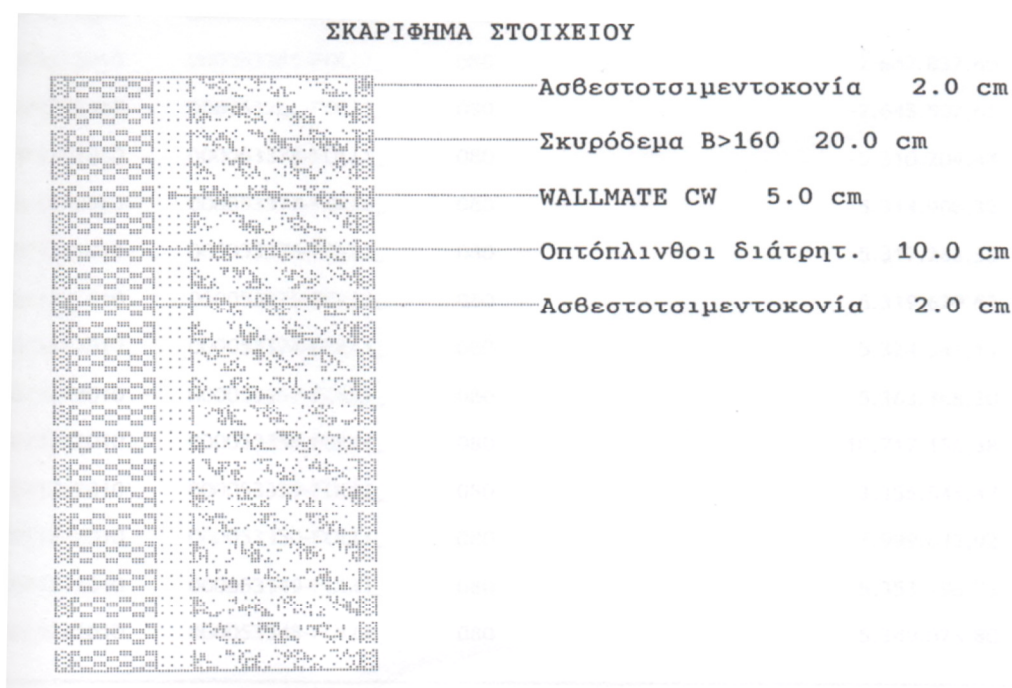 ΣΚΑΡΙΦΗΜΑ ΣΤΟΙΧΕΙΟΥ
Ασβεστοτσιμεντοκονία 2.0 cm
Σκυρόδεμα Β>160 20.0 cm
WALLMATE CW 5.0 cm
Οπτόπλινθοι διάτρητ. 10.0 cm
Ασβεστοτσιμεντοκονία 2.0 cm